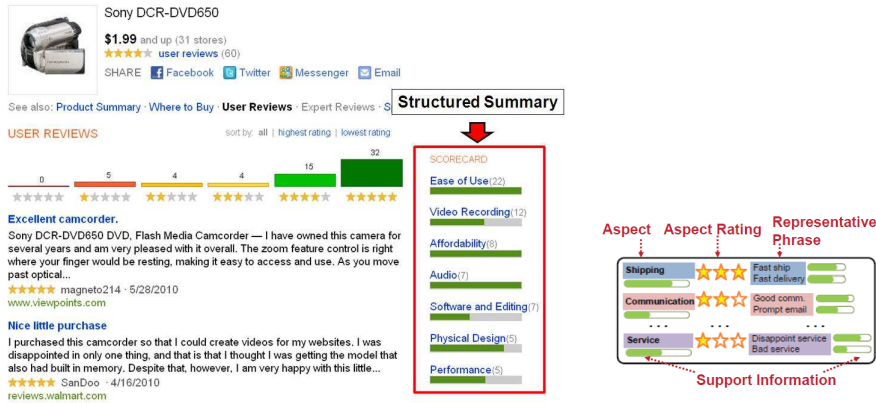 Sony DCR-DVD650
$1.99 and up (31 stores)
user reviews (60)
SHARE Facebook Twitter Messenger Email
See also: Product Summary · Where to Buy · User Reviews · Expert Reviews · S
Structured Summary
USER REVIEWS
sort by: all | highest rating | lowest rating
0
5
4
4
15
32
Excellent camcorder.
Sony DCR-DVD650 DVD, Flash Media Camcorder — I have owned this camera for
several years and am very pleased with it overall. The zoom feature control is right
where your finger would be resting, making it easy to access and use. As you move
past optical...
magneto214 · 5/28/2010
www.viewpoints.com
Nice little purchase
I purchased this camcorder so that I could create videos for my websites. I was
disappointed in only one thing, and that is that I thought I was getting the model that
also had built in memory. Despite that, however, I am very happy with this little...
SanDoo · 4/16/2010
reviews.walmart.com
SCORECARD
Ease of Use(22)
Video Recording(12)
Affordability(8)
Audio(7)
Software and Editing(7)
Physical Design(5)
Performance(5)
Aspect
Aspect Rating
Representative
Phrase
Shipping
Fast ship
Fast delivery
Communication
Good comm.
Prompt email
...
...
Service
Disappoint service
Bad service
Support Information